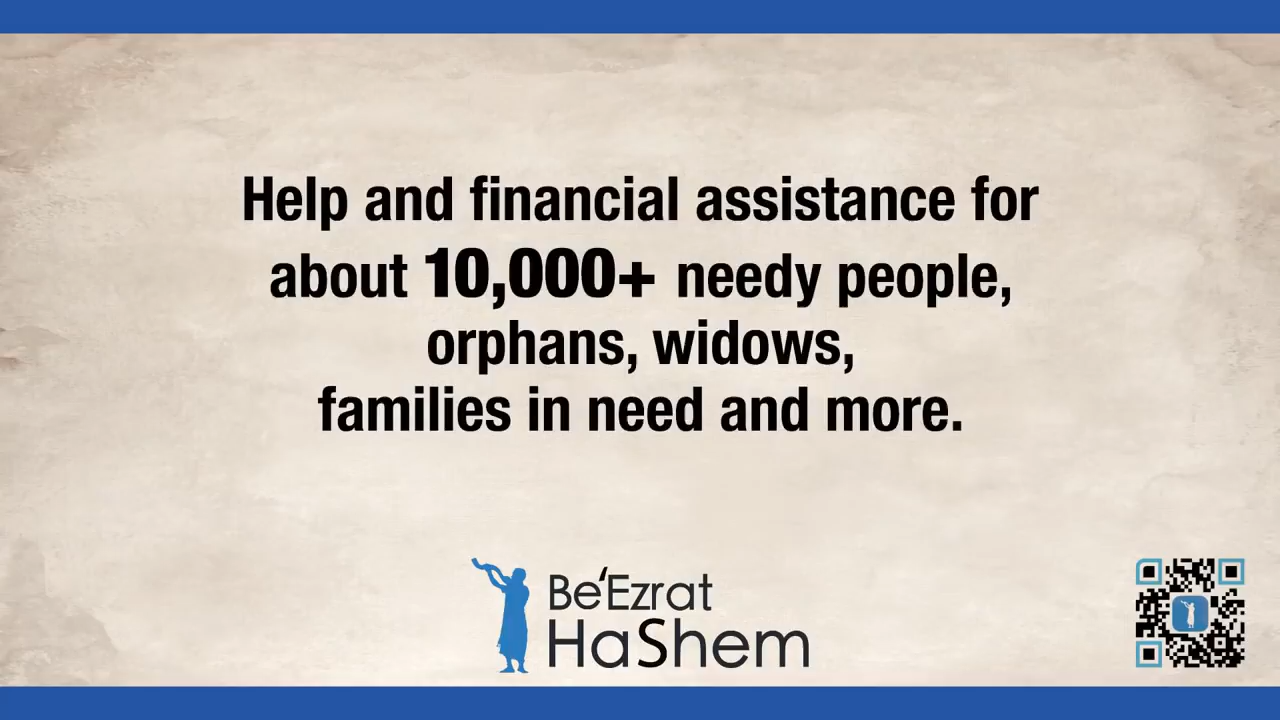 Help and financial assistance for
about 10,000+ needy people,
orphans, widows,
families in need and more.
Be'Ezrat
HaShem